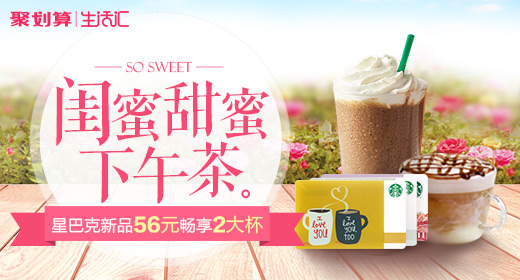 聚划算|生活汇
SO SWEET
闺蜜甜蜜
下午茶。
星巴克新品56元畅享2大杯
I
love
YOU
I
love
YOU
TOO